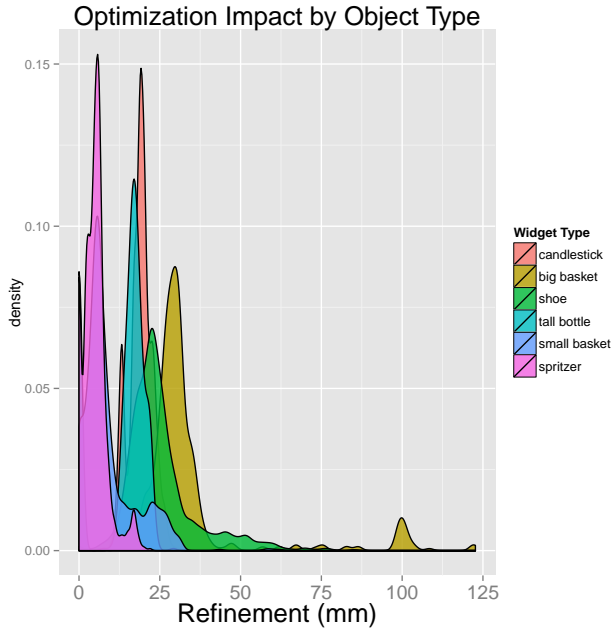 Optimization Impact by Object Type
0.15
0.10
0.05
0.00
density
0
25
50
75
100
125
Refinement (mm)
Widget Type
candlestick
big basket
shoe
tall bottle
small basket
spritzer